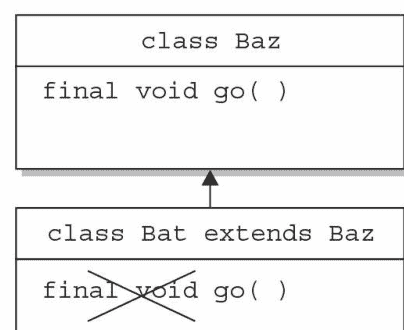 class Baz
final void go( )
class Bat extends Baz
final void go( )